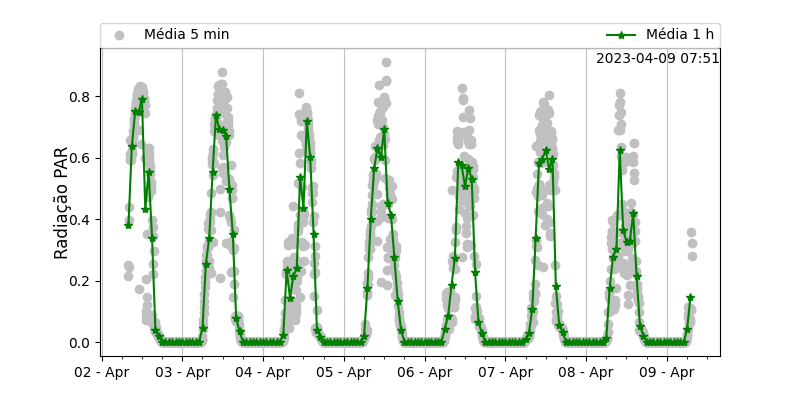 Média 5 min
Média 1 h
2023-04-09 07:51
Radiação PAR
0.8
0.6
0.4
0.2
0.0
02 - Apr
03 - Apr
04 - Apr
05 - Apr
06 - Apr
07 - Apr
08 - Apr
09 - Apr